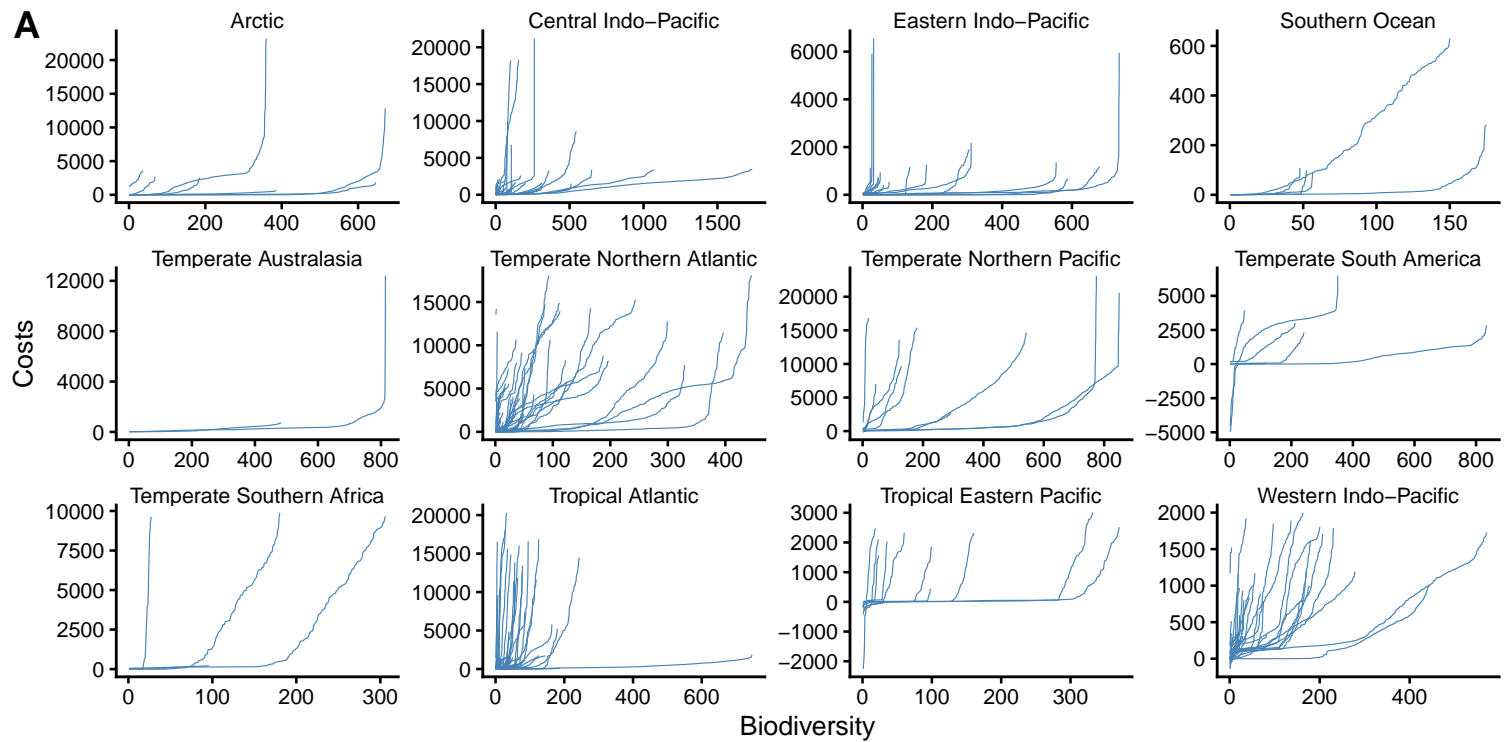 A
Arctic
Central Indo−Pacific
Eastern Indo−Pacific
Southern Ocean
20000
15000
10000
5000
0
0 200 400 600
20000
15000
10000
5000
0
0 500 1000 1500
6000
4000
2000
0
0 200 400 600
600
400
200
0
0 50 100 150
Temperate Australasia
Temperate Northern Atlantic
Temperate Northern Pacific
Temperate South America
12000
8000
4000
0
0 200 400 600 800
15000
10000
5000
0
0 100 200 300 400
20000
15000
10000
5000
0
0 200 400 600 800
5000
2500
0
−2500
−5000
0 200 400 600 800
Temperate Southern Africa
Tropical Atlantic
Tropical Eastern Pacific
Western Indo−Pacific
10000
7500
5000
2500
0
0 100 200 300
20000
15000
10000
5000
0
0 200 400 600
3000
2000
1000
0
−1000
−2000
0 100 200 300
2000
1500
1000
500
0
0 200 400
Costs
Biodiversity